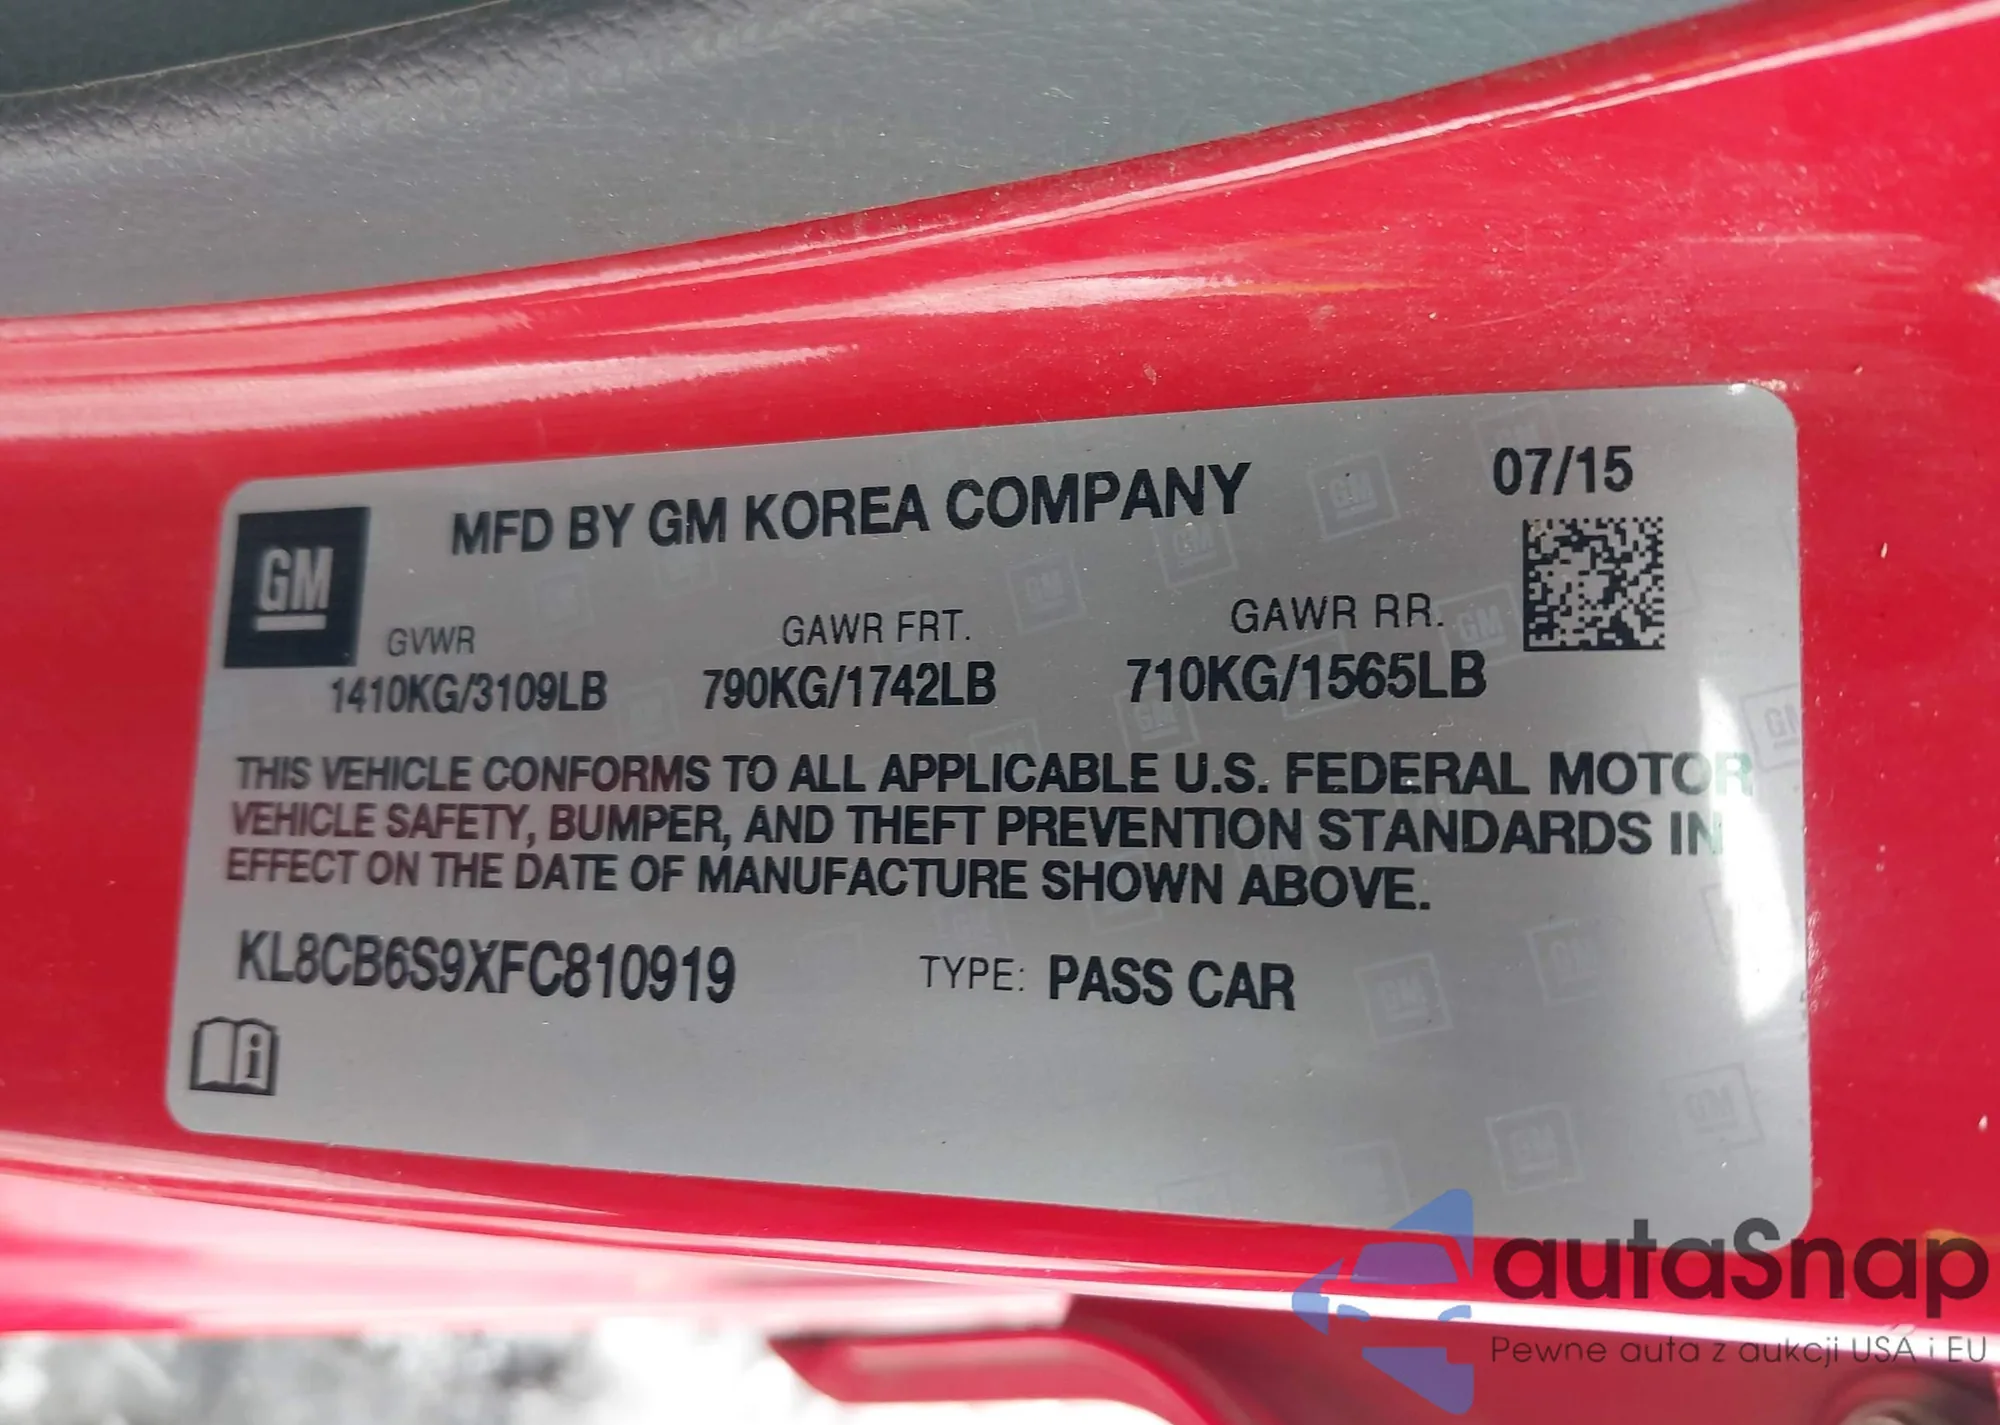 MFD BY GM KOREA COMPANY
07/15
GM
GVWR
GAWR FRT.
GAWR RR.
1410KG/3109LB
790KG/1742LB
710KG/1565LB
THIS VEHICLE CONFORMS TO ALL APPLICABLE U.S. FEDERAL MOTOR
VEHICLE SAFETY, BUMPER, AND THEFT PREVENTION STANDARDS IN
EFFECT ON THE DATE OF MANUFACTURE SHOWN ABOVE.
KL8CB6S9XFC810919
TYPE: PASS CAR
autaSnap
Pewne auta z aukcji USA i EU